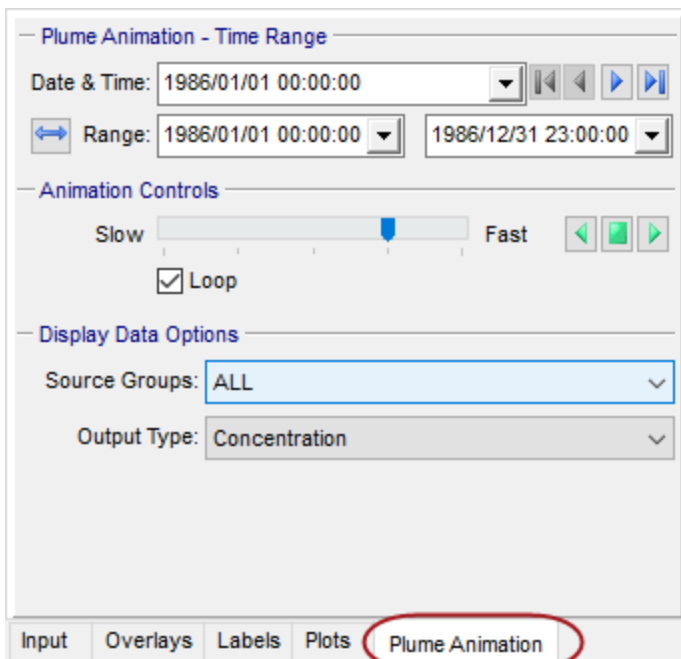 Plume Animation - Time Range
Date & Time: 1986/01/01 00:00:00
Range: 1986/01/01 00:00:00 1986/12/31 23:00:00
Animation Controls
Slow Fast
Loop
Display Data Options
Source Groups: ALL
Output Type: Concentration
Input Overlays Labels Plots Plume Animation